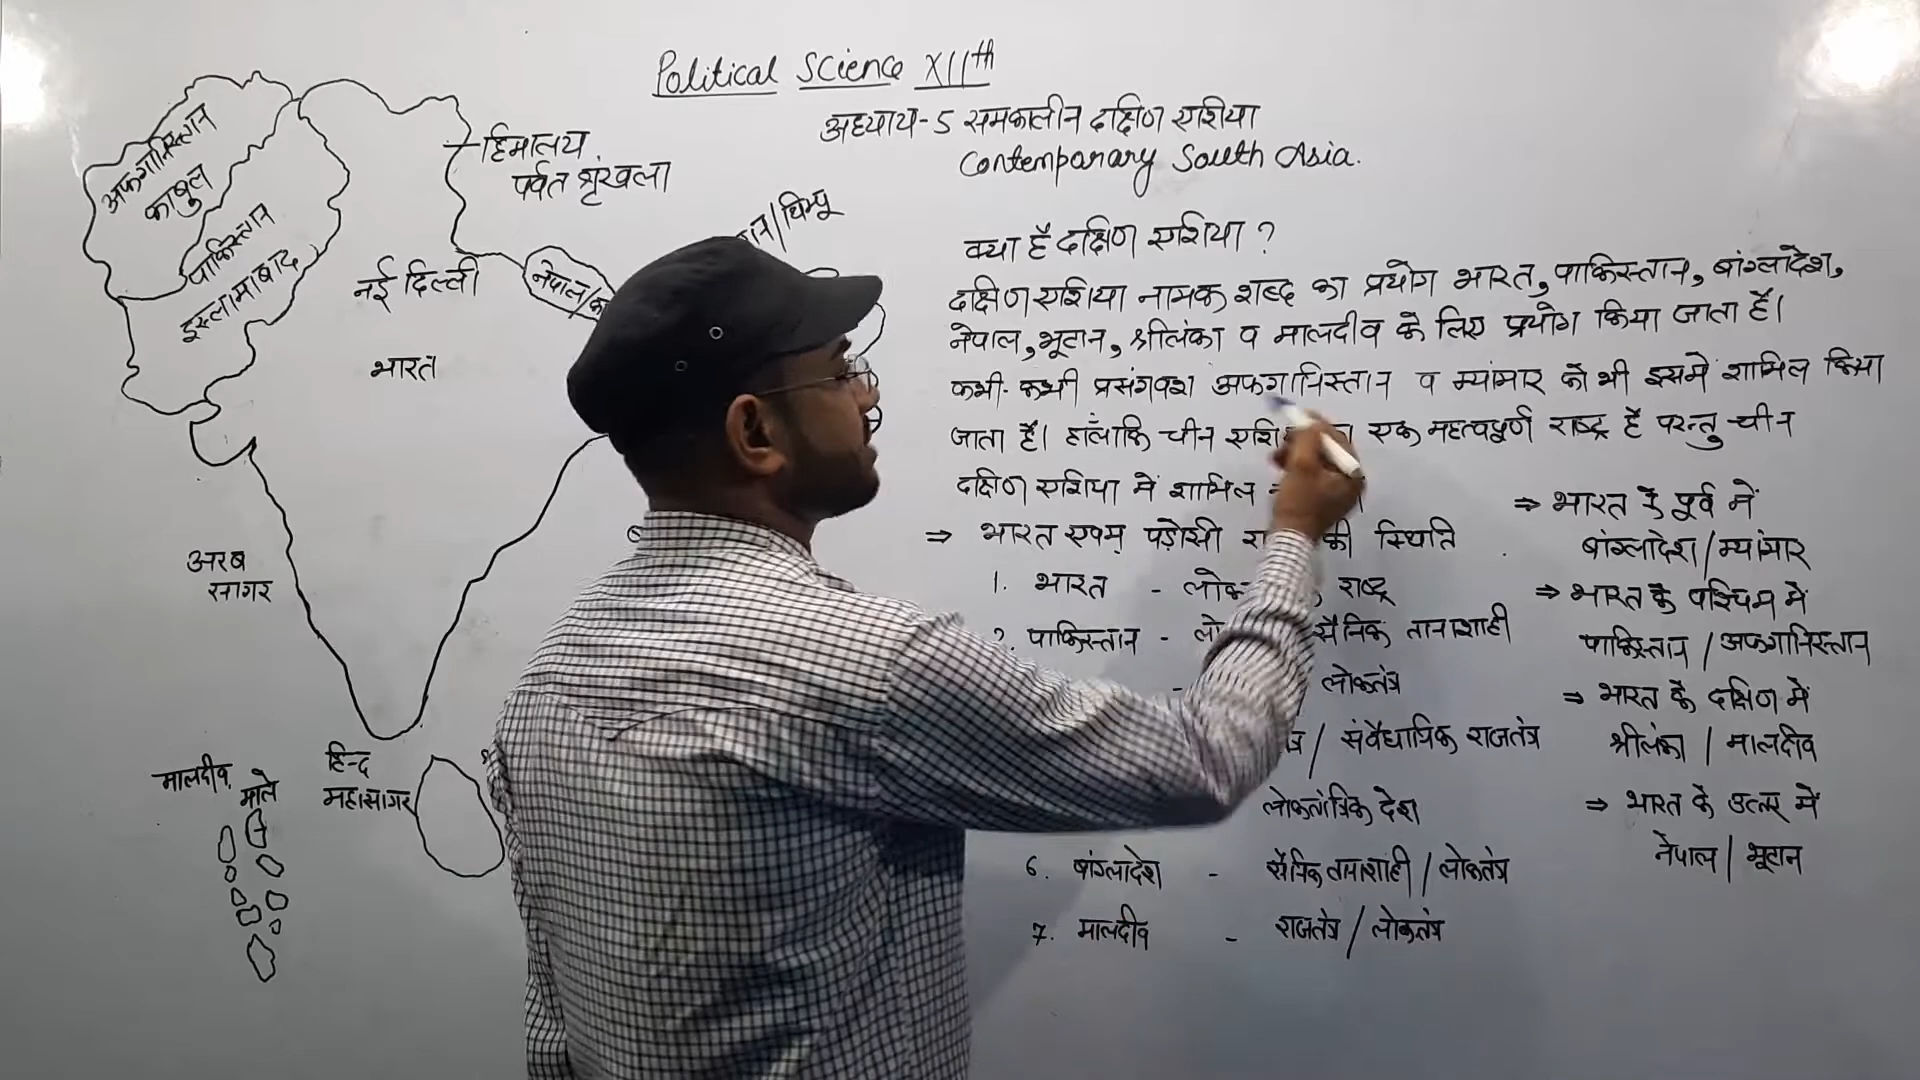 Political Science XIIth
अध्याय-5 समकालीन दक्षिण एशिया
Contemparary South Asia.
क्या है दक्षिण एशिया ?
दक्षिण एशिया नामक शब्द का प्रयोग भारत, पाकिस्तान, बांग्लादेश,
नेपाल, भूटान, श्रीलंका व मालदीव के लिए प्रयोग किया जाता है।
कभी-कभी प्रसंगवश अफगानिस्तान व म्यांमार को भी इसमें शामिल किया
जाता है। हालाँकि चीन एक महत्वपूर्ण राष्ट्र है परन्तु चीन
दक्षिण एशिया में शामिल
⇒ भारत एवम् पड़ोसी की स्थिति
1. भारत - राष्ट्र
2. पाकिस्तान - सैनिक तानाशाही
- लोकतंत्र
/ संवैधानिक राजतंत्र
लोकतांत्रिक देश
6. बांग्लादेश - सैनिक तानाशाही / लोकतंत्र
7. मालदीव - राजतंत्र / लोकतंत्र
⇒ भारत के पूर्व में
बांग्लादेश / म्यांमार
⇒ भारत के पश्चिम में
पाकिस्तान / अफगानिस्तान
⇒ भारत के दक्षिण में
श्रीलंका / मालदीव
⇒ भारत के उत्तर में
नेपाल / भूटान
अफगानिस्तान
काबुल
पाकिस्तान
इस्लामाबाद
हिमालय
पर्वत श्रृंखला
थिम्पू
नई दिल्ली
नेपाल /
भारत
अरब
सागर
मालदीव
माले
हिन्द
महासागर